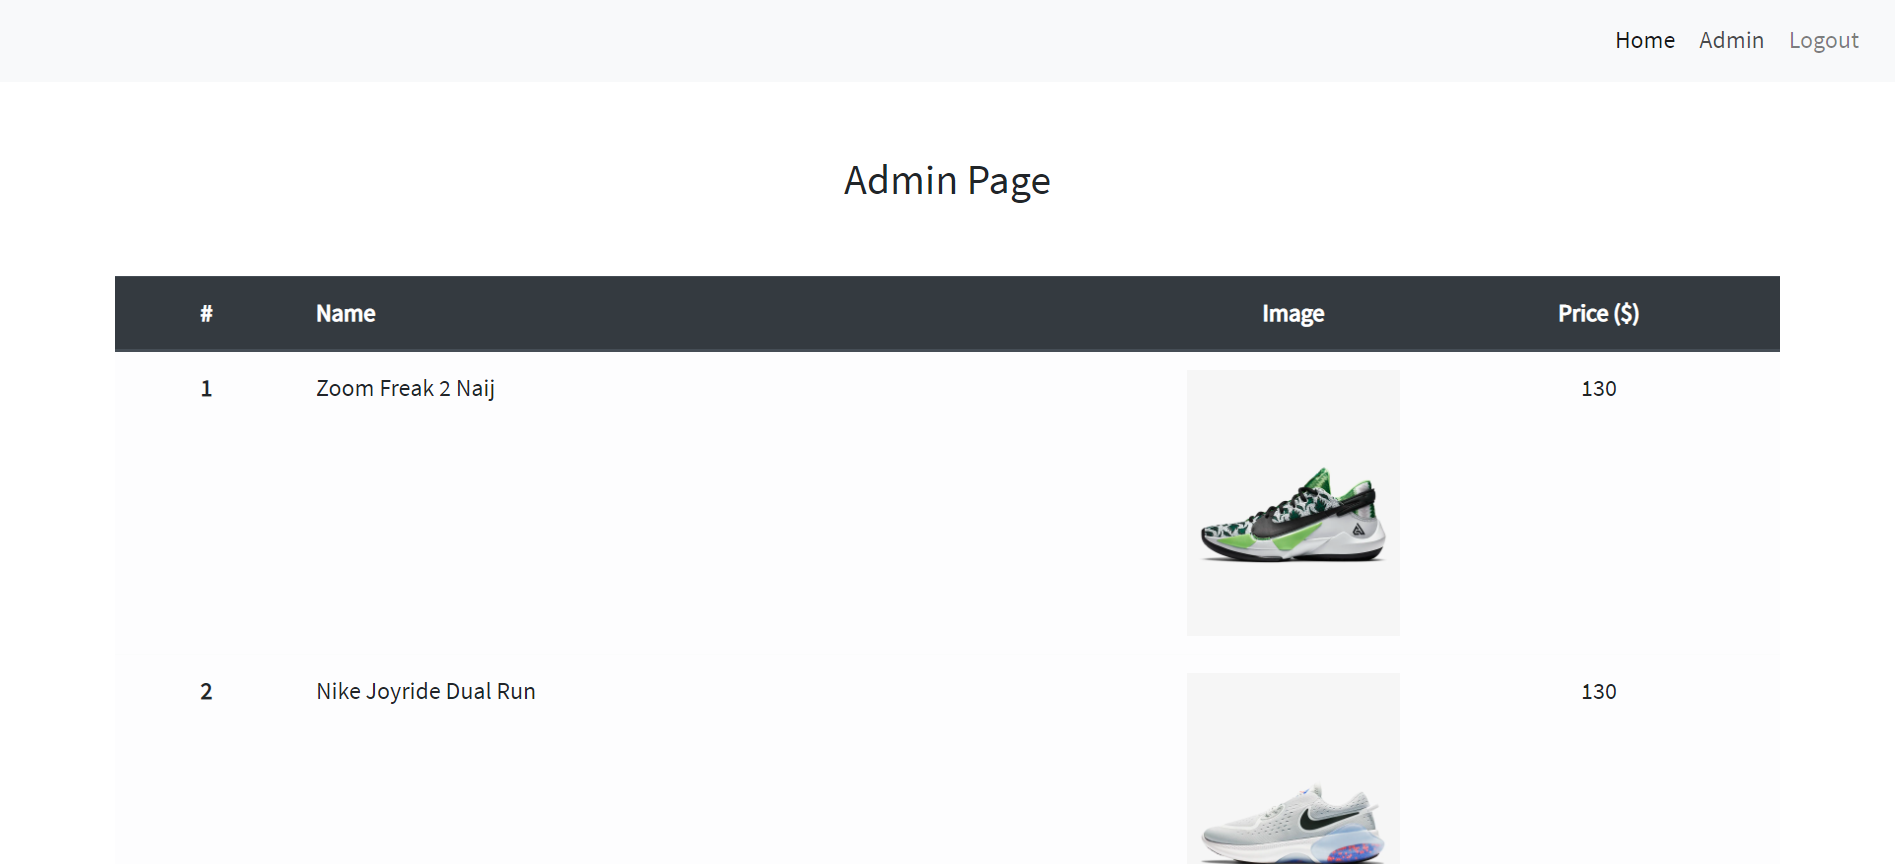 Home Admin Logout
Admin Page
# Name Image Price ($)
1 Zoom Freak 2 Naij 130
2 Nike Joyride Dual Run 130